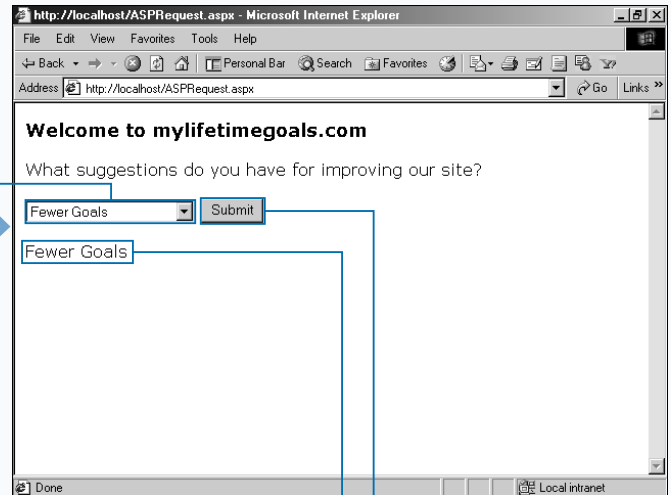 http://localhost/ASPRequest.aspx - Microsoft Internet Explorer
File Edit View Favorites Tools Help
Back Personal Bar Search Favorites
Address http://localhost/ASPRequest.aspx Go Links »
Welcome to mylifetimegoals.com
What suggestions do you have for improving our site?
Fewer Goals Submit
Fewer Goals
Done Local intranet